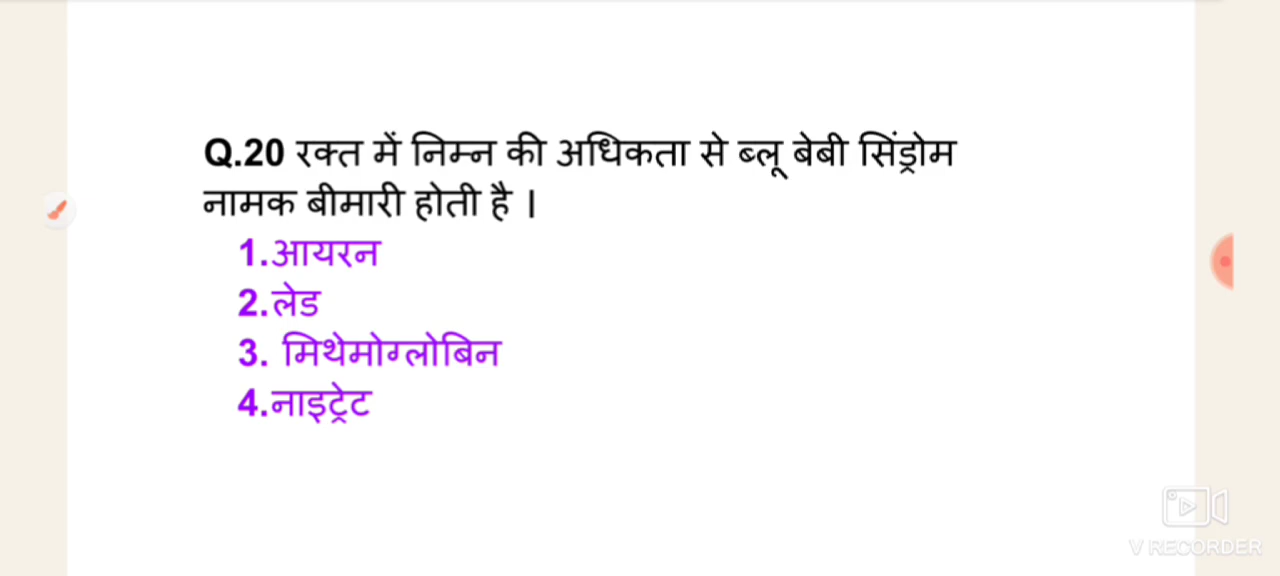 Q.20 रक्त में निम्न की अधिकता से ब्लू बेबी सिंड्रोम
नामक बीमारी होती है ।
1.आयरन
2.लेड
3. मिथेमोग्लोबिन
4.नाइट्रेट
V RECORDER